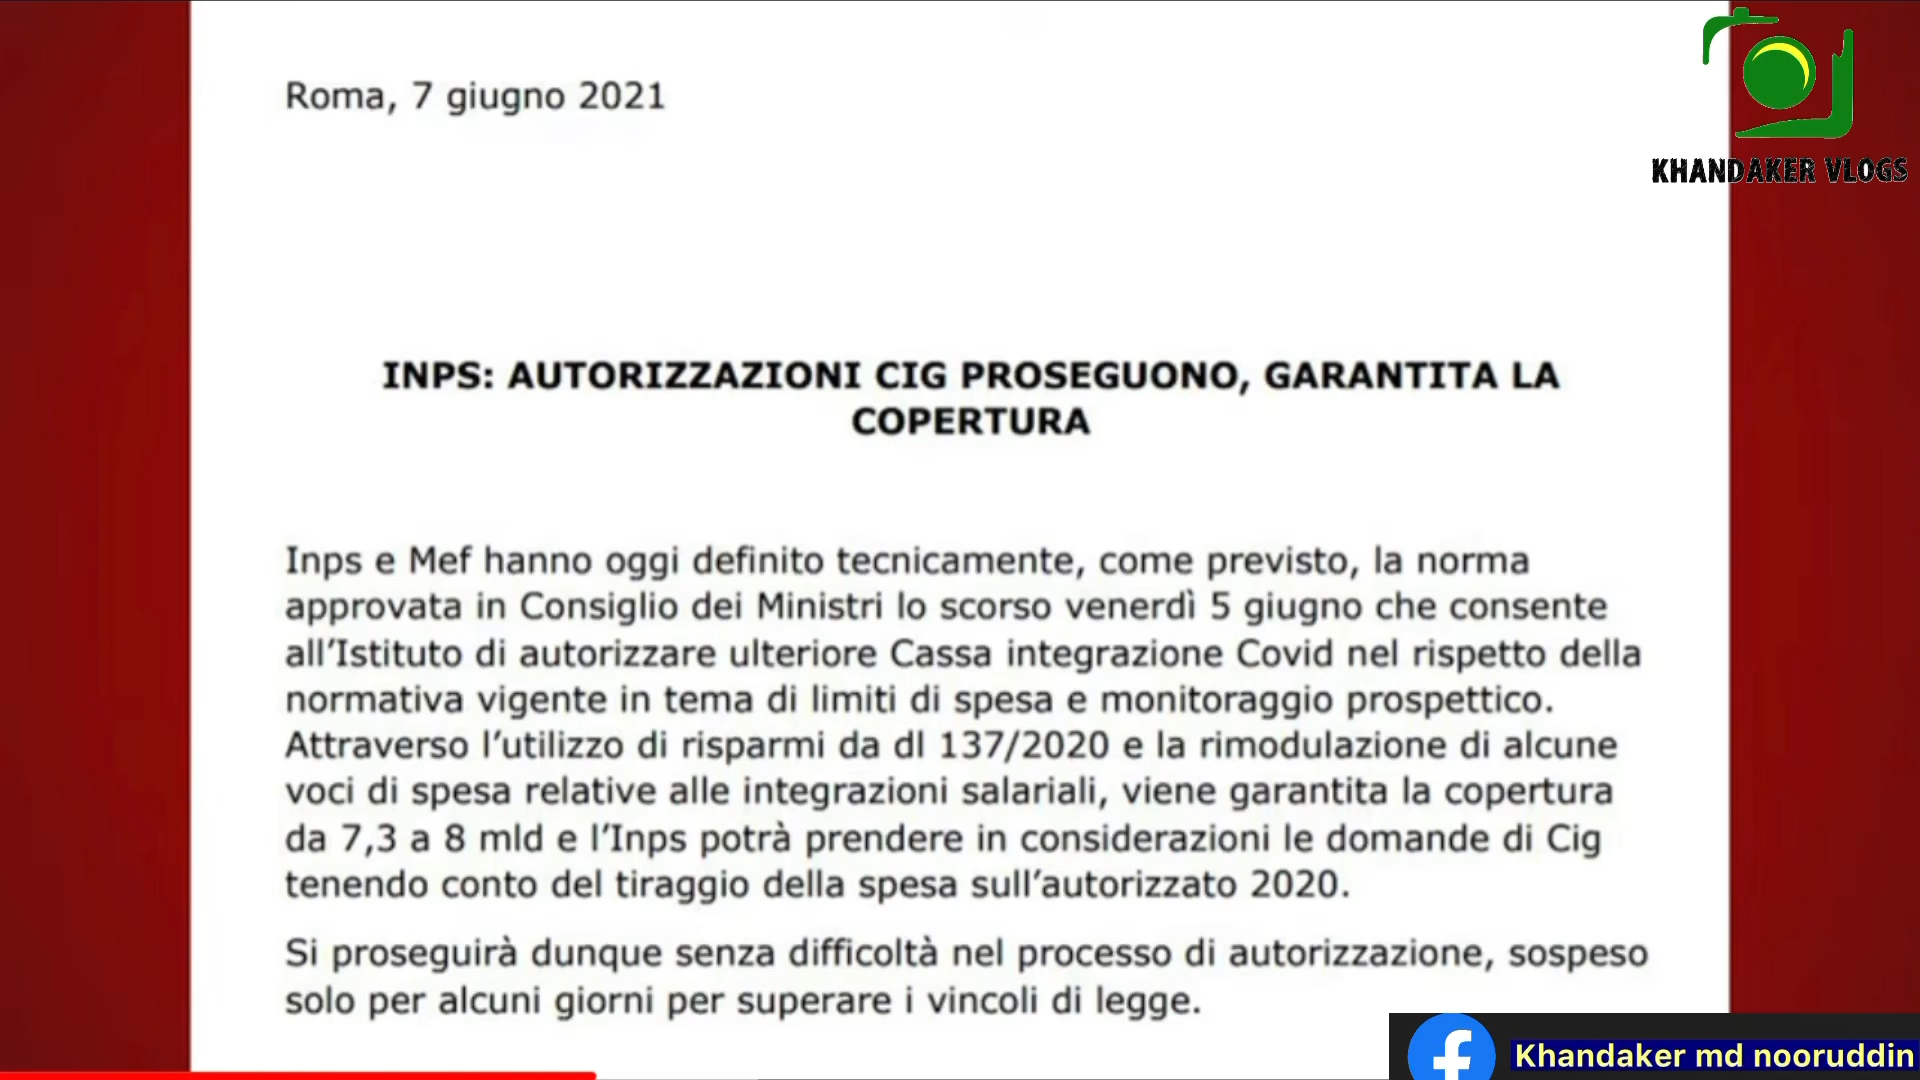 Roma, 7 giugno 2021
KHANDAKER VLOGS
INPS: AUTORIZZAZIONI CIG PROSEGUONO, GARANTITA LA
COPERTURA
Inps e Mef hanno oggi definito tecnicamente, come previsto, la norma
approvata in Consiglio dei Ministri lo scorso venerdì 5 giugno che consente
all’Istituto di autorizzare ulteriore Cassa integrazione Covid nel rispetto della
normativa vigente in tema di limiti di spesa e monitoraggio prospettico.
Attraverso l’utilizzo di risparmi da dl 137/2020 e la rimodulazione di alcune
voci di spesa relative alle integrazioni salariali, viene garantita la copertura
da 7,3 a 8 mld e l’Inps potrà prendere in considerazioni le domande di Cig
tenendo conto del tiraggio della spesa sull’autorizzato 2020.
Si proseguirà dunque senza difficoltà nel processo di autorizzazione, sospeso
solo per alcuni giorni per superare i vincoli di legge.
Khandaker md nooruddin